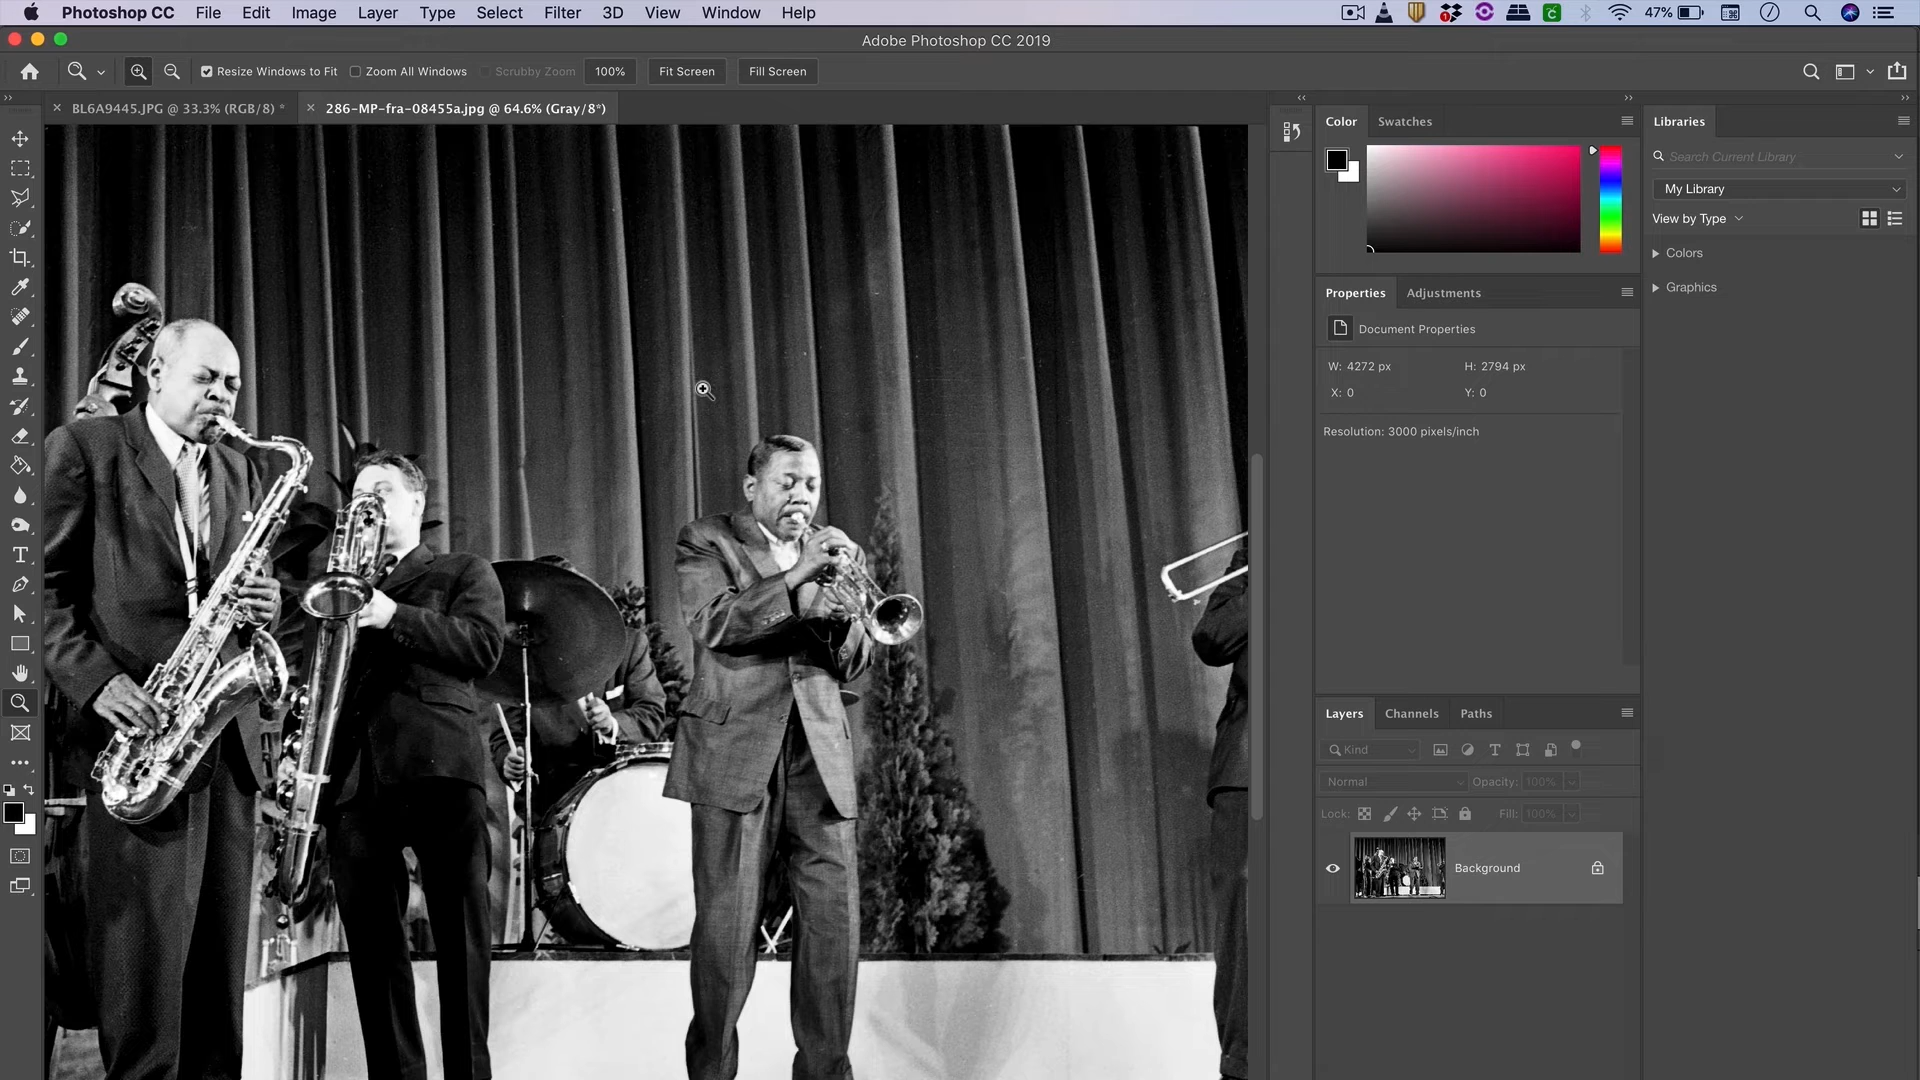 Photoshop CC File Edit Image Layer Type Select Filter 3D View Window Help 47%
Adobe Photoshop CC 2019
Resize Windows to Fit Zoom All Windows Scrubby Zoom 100% Fit Screen Fill Screen
BL6A9445.JPG @ 33.3% (RGB/8) * 286-MP-fra-08455a.jpg @ 64.6% (Gray/8*)
Color Swatches
Libraries
Search Current Library
My Library
View by Type
Colors
Graphics
Properties Adjustments
Document Properties
W: 4272 px H: 2794 px
X: 0 Y: 0
Resolution: 3000 pixels/inch
Layers Channels Paths
Kind
Normal Opacity: 100%
Lock: Fill: 100%
Background